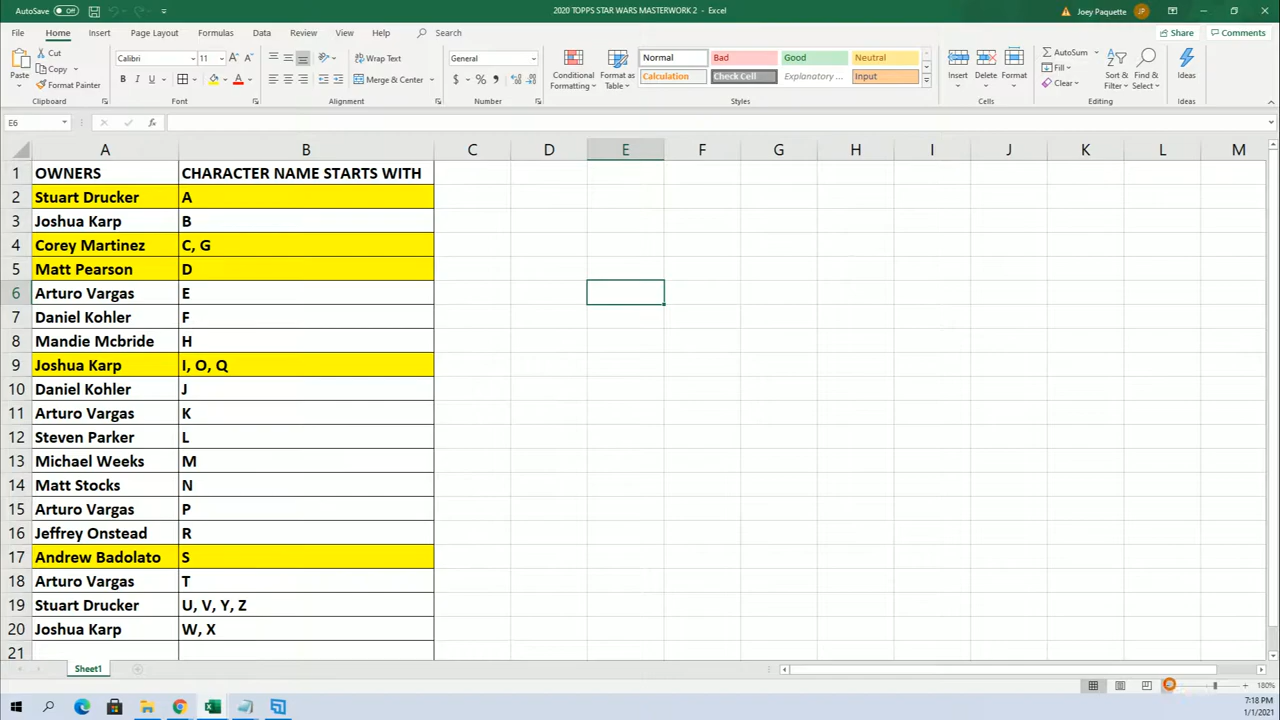 AutoSave Off 2020 TOPPS STAR WARS MASTERWORK 2 - Excel Joey Paquette JP
File Home Insert Page Layout Formulas Data Review View Help Search Share Comments
Paste Cut Copy Format Painter Clipboard
Calibri 11 A A B I U A Font
ab Wrap Text Merge & Center Alignment
General $ % , Number
Conditional Formatting Format as Table
Normal Bad Good Neutral
Calculation Check Cell Explanatory ... Input
Styles
Insert Delete Format Cells
AutoSum Fill Clear Sort & Filter Find & Select Editing
Ideas Ideas
E6 fx
A B C D E F G H I J K L M
1 OWNERS CHARACTER NAME STARTS WITH
2 Stuart Drucker A
3 Joshua Karp B
4 Corey Martinez C, G
5 Matt Pearson D
6 Arturo Vargas E
7 Daniel Kohler F
8 Mandie Mcbride H
9 Joshua Karp I, O, Q
10 Daniel Kohler J
11 Arturo Vargas K
12 Steven Parker L
13 Michael Weeks M
14 Matt Stocks N
15 Arturo Vargas P
16 Jeffrey Onstead R
17 Andrew Badolato S
18 Arturo Vargas T
19 Stuart Drucker U, V, Y, Z
20 Joshua Karp W, X
21
Sheet1
180%
7:18 PM
1/1/2021